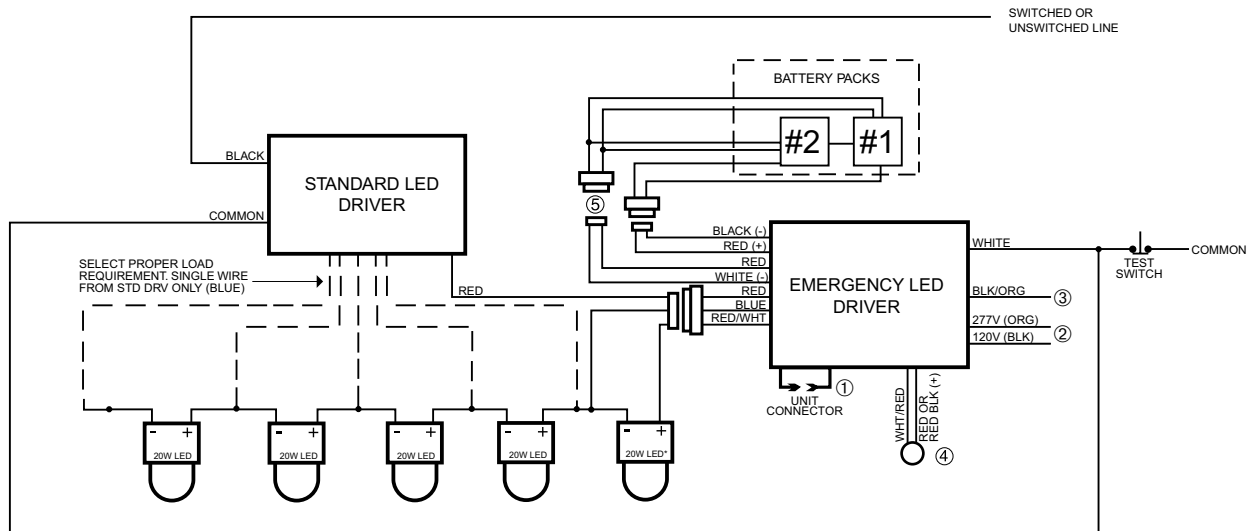 SWITCHED OR
UNSWITCHED LINE
BATTERY PACKS
#2
#1
BLACK
STANDARD LED
DRIVER
COMMON
SELECT PROPER LOAD
REQUIREMENT. SINGLE WIRE
FROM STD DRV ONLY (BLUE)
RED
⑤
BLACK (-)
RED (+)
RED
WHITE (-)
RED
BLUE
RED/WHT
EMERGENCY LED
DRIVER
WHITE
TEST
SWITCH
COMMON
BLK/ORG
③
277V (ORG)
120V (BLK)
②
UNIT
CONNECTOR
①
WHT/RED
RED OR
RED BLK (+)
④
- +
20W LED
- +
20W LED
- +
20W LED
- +
20W LED
- +
20W LED*